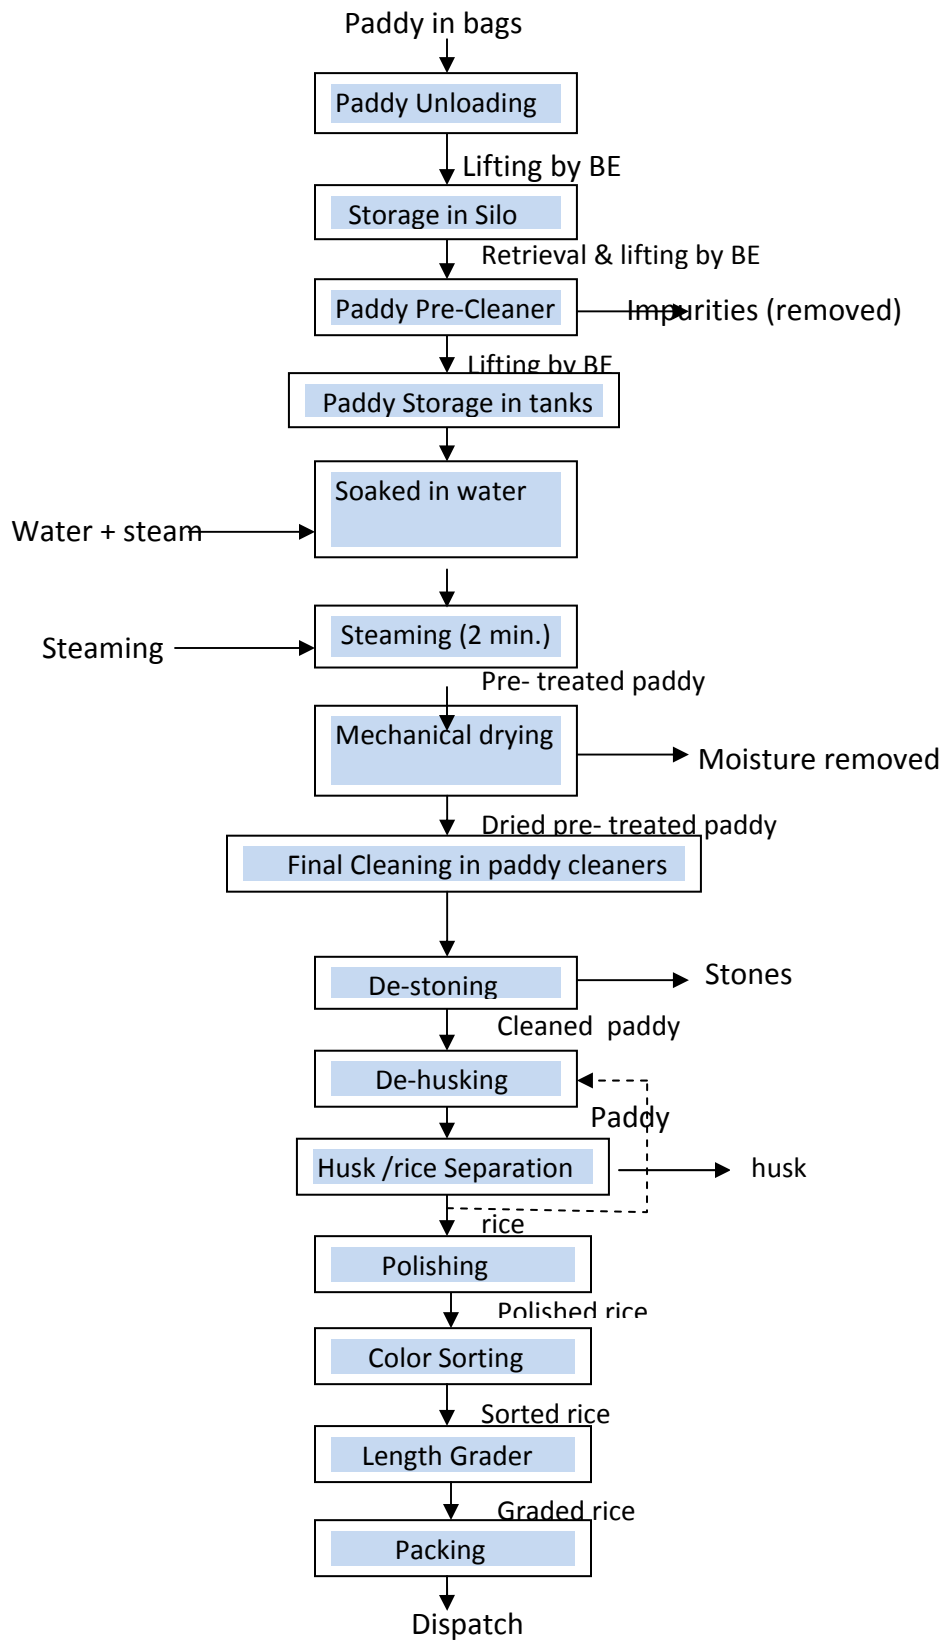 Paddy in bags
Paddy Unloading
Lifting by BE
Storage in Silo
Retrieval & lifting by BE
Paddy Pre-Cleaner
Impurities (removed)
Lifting by BE
Paddy Storage in tanks
Soaked in water
Water + steam
Steaming (2 min.)
Steaming
Pre- treated paddy
Mechanical drying
Moisture removed
Dried pre- treated paddy
Final Cleaning in paddy cleaners
De-stoning
Stones
Cleaned paddy
De-husking
Paddy
Husk /rice Separation
husk
rice
Polishing
Polished rice
Color Sorting
Sorted rice
Length Grader
Graded rice
Packing
Dispatch